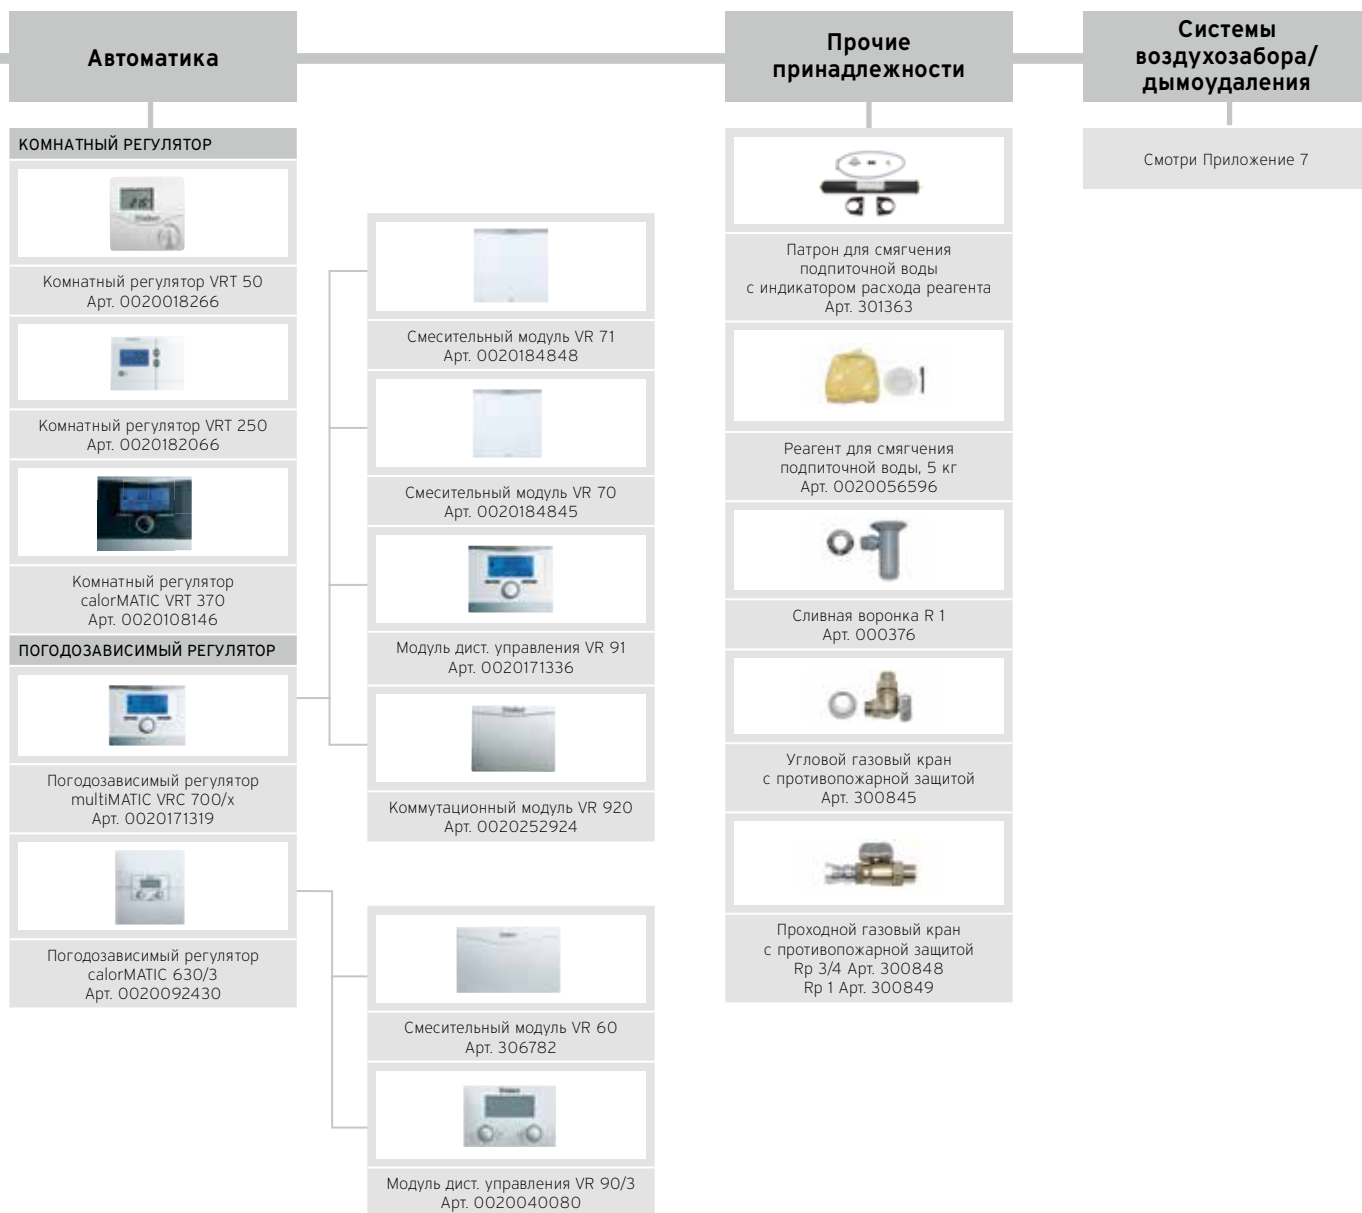 Автоматика
КОМНАТНЫЙ РЕГУЛЯТОР
Комнатный регулятор VRT 50
Арт. 0020018266
Комнатный регулятор VRT 250
Арт. 0020182066
Комнатный регулятор
calorMATIC VRT 370
Арт. 0020108146
ПОГОДОЗАВИСИМЫЙ РЕГУЛЯТОР
Погодозависимый регулятор
multiMATIC VRC 700/x
Арт. 0020171319
Погодозависимый регулятор
calorMATIC 630/3
Арт. 0020092430
Смесительный модуль VR 71
Арт. 0020184848
Смесительный модуль VR 70
Арт. 0020184845
Модуль дист. управления VR 91
Арт. 0020171336
Коммутационный модуль VR 920
Арт. 0020252924
Смесительный модуль VR 60
Арт. 306782
Модуль дист. управления VR 90/3
Арт. 0020040080
Прочие
принадлежности
Патрон для смягчения
подпиточной воды
с индикатором расхода реагента
Арт. 301363
Реагент для смягчения
подпиточной воды, 5 кг
Арт. 0020056596
Сливная воронка R 1
Арт. 000376
Угловой газовый кран
с противопожарной защитой
Арт. 300845
Проходной газовый кран
с противопожарной защитой
Rp 3/4 Арт. 300848
Rp 1 Арт. 300849
Системы
воздухозабора/
дымоудаления
Смотри Приложение 7